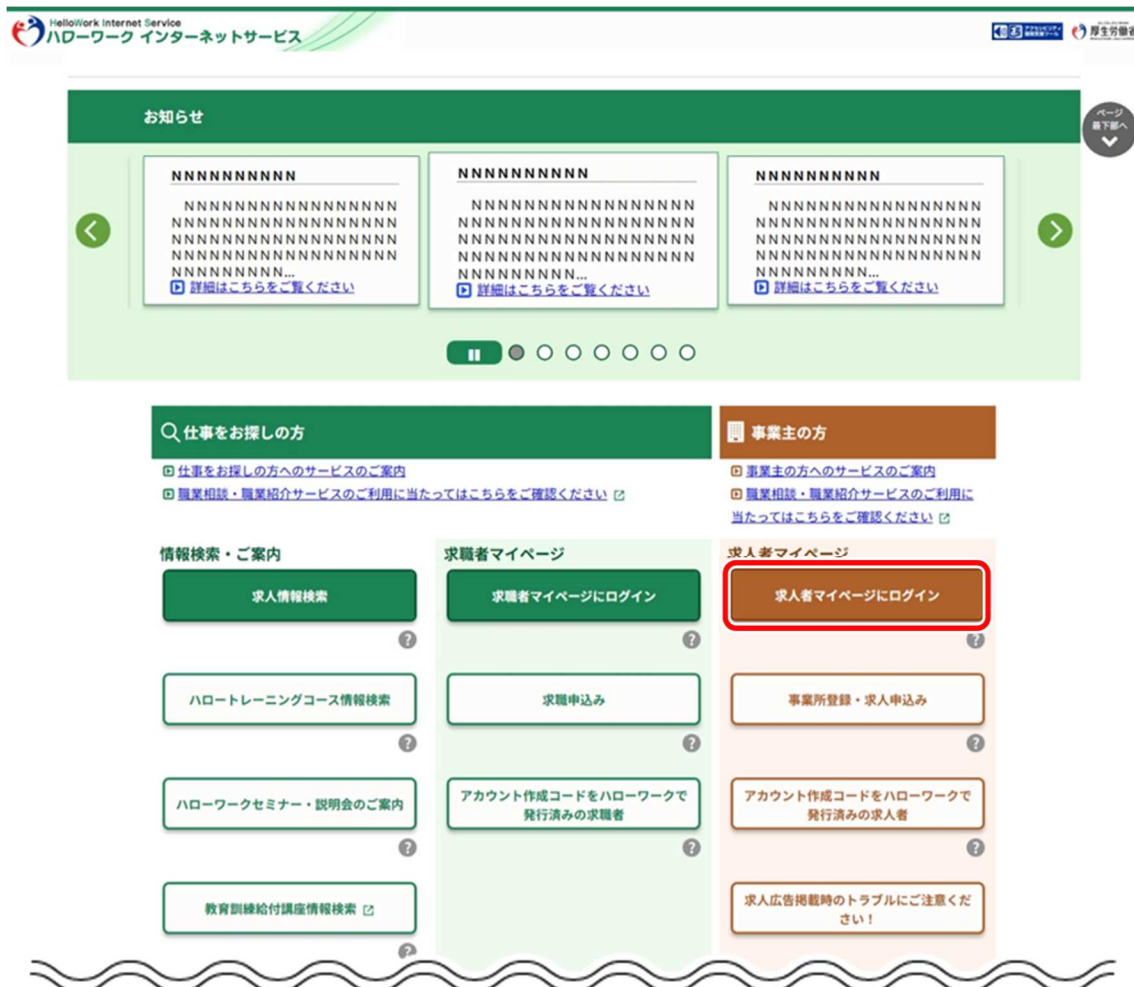 HelloWork Internet Service
ハローワーク インターネットサービス
厚生労働省
お知らせ
ページ
最下部へ
NNNNNNNNNN
NNNNNNNNNNNNNNNNN
NNNNNNNNNNNNNNNNNN
NNNNNNNNNNNNNNNNNN
NNNNNNNNNNNNNNNNNN
NNNNNNNNN...
詳細はこちらをご覧ください
NNNNNNNNNN
NNNNNNNNNNNNNNNNN
NNNNNNNNNNNNNNNNNN
NNNNNNNNNNNNNNNNNN
NNNNNNNNNNNNNNNNNN
NNNNNNNNN...
詳細はこちらをご覧ください
NNNNNNNNNN
NNNNNNNNNNNNNNNNN
NNNNNNNNNNNNNNNNNN
NNNNNNNNNNNNNNNNNN
NNNNNNNNNNNNNNNNNN
NNNNNNNNN...
詳細はこちらをご覧ください
仕事をお探しの方
仕事をお探しの方へのサービスのご案内
職業相談・職業紹介サービスのご利用に当たってはこちらをご確認ください
事業主の方
事業主の方へのサービスのご案内
職業相談・職業紹介サービスのご利用に
当たってはこちらをご確認ください
情報検索・ご案内
求人情報検索
?
ハロートレーニングコース情報検索
?
ハローワークセミナー・説明会のご案内
?
教育訓練給付講座情報検索
?
求職者マイページ
求職者マイページにログイン
?
求職申込み
?
アカウント作成コードをハローワークで
発行済みの求職者
?
求人者マイページ
求人者マイページにログイン
?
事業所登録・求人申込み
?
アカウント作成コードをハローワークで
発行済みの求人者
?
求人広告掲載時のトラブルにご注意くだ
さい！